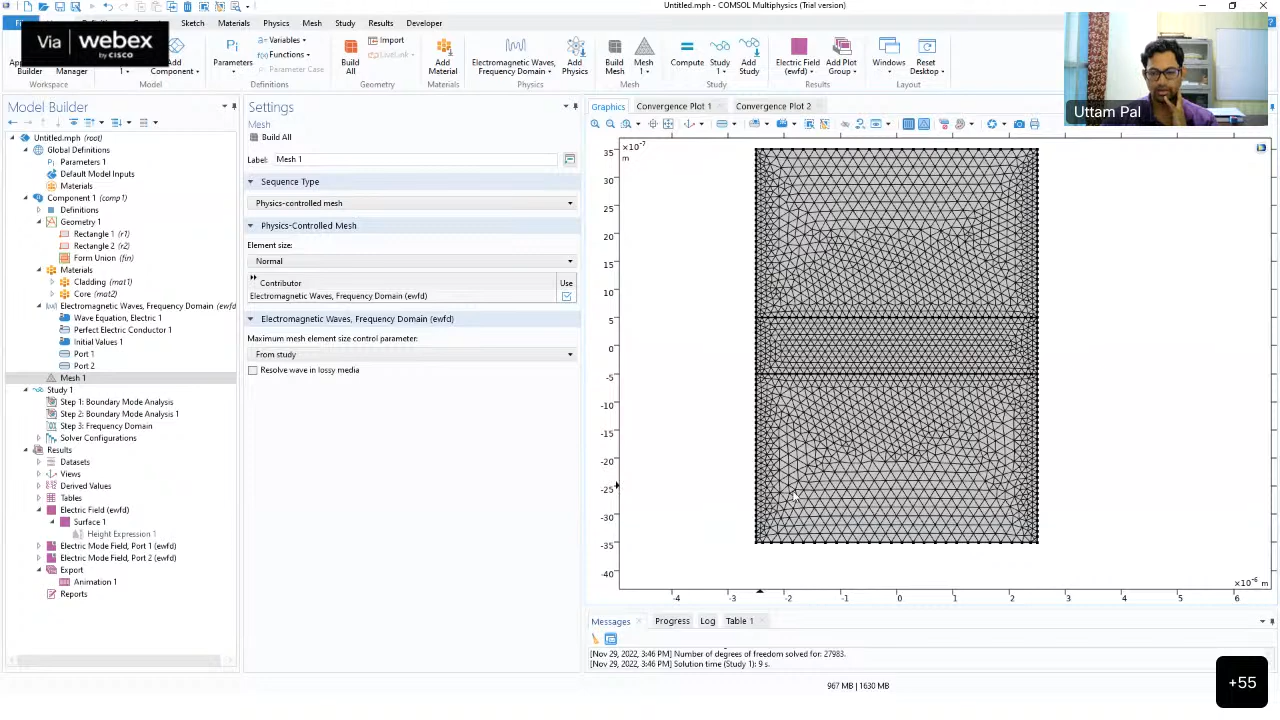 Untitled.mph - COMSOL Multiphysics (Trial version)
Sketch
Materials
Physics
Mesh
Study
Results
Developer
Via webex
by CISCO
Builder
Manager
Component
Workspace
Model
Parameters
Variables
Functions
Parameter Case
Definitions
Build All
Import
LiveLink
Geometry
Add Material
Materials
Electromagnetic Waves, Frequency Domain
Add Physics
Physics
Build Mesh
Mesh 1
Mesh
Compute
Study 1
Add Study
Study
Electric Field (ewfd)
Add Plot Group
Results
Windows
Reset Desktop
Layout
Uttam Pal
Model Builder
Untitled.mph (root)
Global Definitions
Parameters 1
Default Model Inputs
Materials
Component 1 (comp1)
Definitions
Geometry 1
Rectangle 1 (r1)
Rectangle 2 (r2)
Form Union (fin)
Materials
Cladding (mat1)
Core (mat2)
Electromagnetic Waves, Frequency Domain (ewfd
Wave Equation, Electric 1
Perfect Electric Conductor 1
Initial Values 1
Port 1
Port 2
Mesh 1
Study 1
Step 1: Boundary Mode Analysis
Step 2: Boundary Mode Analysis 1
Step 3: Frequency Domain
Solver Configurations
Results
Datasets
Views
Derived Values
Tables
Electric Field (ewfd)
Surface 1
Height Expression 1
Electric Mode Field, Port 1 (ewfd)
Electric Mode Field, Port 2 (ewfd)
Export
Animation 1
Reports
Settings
Mesh
Build All
Label: Mesh 1
Sequence Type
Physics-controlled mesh
Physics-Controlled Mesh
Element size:
Normal
Contributor
Use
Electromagnetic Waves, Frequency Domain (ewfd)
Electromagnetic Waves, Frequency Domain (ewfd)
Maximum mesh element size control parameter:
From study
Resolve wave in lossy media
Graphics
Convergence Plot 1
Convergence Plot 2
×10⁻⁷
m
35
30
25
20
15
10
5
0
-5
-10
-15
-20
-25
-30
-35
-40
×10⁻⁶ m
-4 -3 -2 -1 0 1 2 3 4 5 6
Messages
Progress
Log
Table 1
[Nov 29, 2022, 3:46 PM] Number of degrees of freedom solved for: 27983.
[Nov 29, 2022, 3:46 PM] Solution time (Study 1): 9 s.
967 MB | 1630 MB
+55